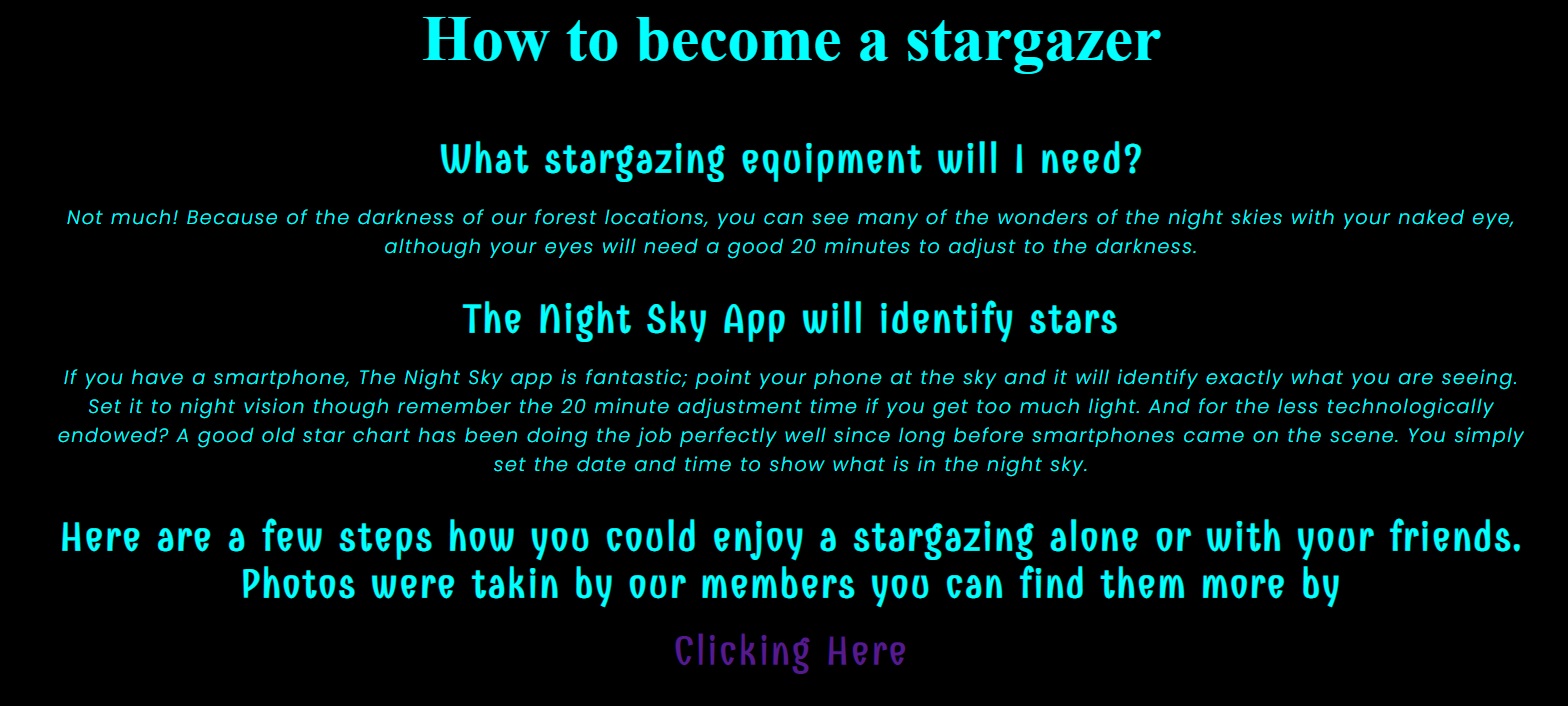 How to become a stargazer
What stargazing equipment will I need?
Not much! Because of the darkness of our forest locations, you can see many of the wonders of the night skies with your naked eye,
although your eyes will need a good 20 minutes to adjust to the darkness.
The Night Sky App will identify stars
If you have a smartphone, The Night Sky app is fantastic; point your phone at the sky and it will identify exactly what you are seeing.
Set it to night vision though remember the 20 minute adjustment time if you get too much light. And for the less technologically
endowed? A good old star chart has been doing the job perfectly well since long before smartphones came on the scene. You simply
set the date and time to show what is in the night sky.
Here are a few steps how you could enjoy a stargazing alone or with your friends.
Photos were takin by our members you can find them more by
Clicking Here